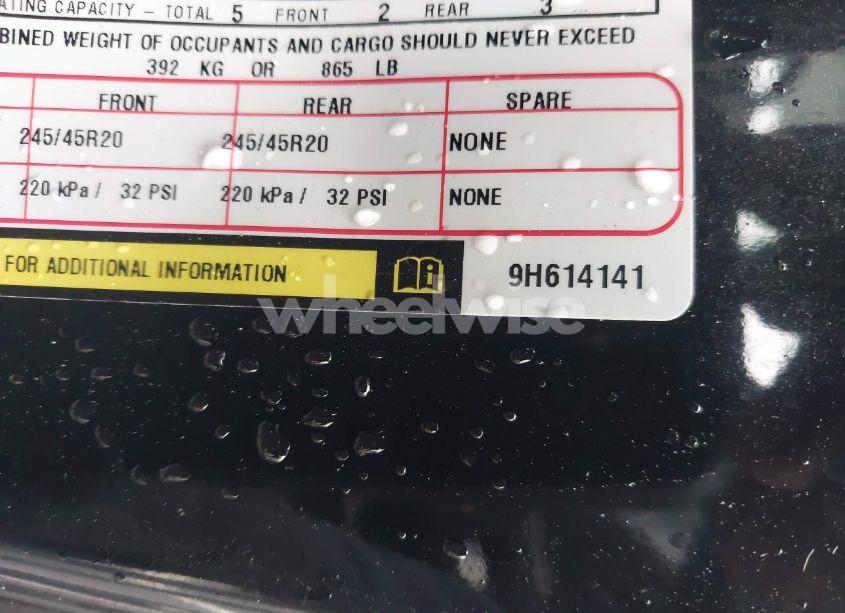 ATING CAPACITY - TOTAL 5 FRONT 2 REAR 3
BINED WEIGHT OF OCCUPANTS AND CARGO SHOULD NEVER EXCEED
392 KG OR 865 LB
FRONT REAR SPARE
245/45R20 245/45R20 NONE
220 kPa / 32 PSI 220 kPa / 32 PSI NONE
FOR ADDITIONAL INFORMATION 9H614141
wheelwise